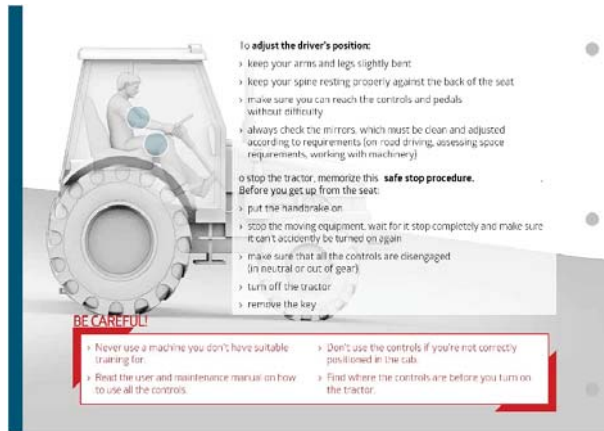 To adjust the driver's position:
› keep your arms and legs slightly bent
› keep your spine resting properly against the back of the seat
› make sure you can reach the controls and pedals
without difficulty
› always check the mirrors, which must be clean and adjusted
according to requirements (on road driving, assessing space
requirements, working with machinery)
o stop the tractor, memorize this safe stop procedure.
Before you get up from the seat:
› put the handbrake on
› stop the moving equipment, wait for it stop completely and make sure
it can't accidently be turned on again
› make sure that all the controls are disengaged
(in neutral or out of gear)
› turn off the tractor
› remove the key
BE CAREFUL!
› Never use a machine you don't have suitable
training for.
› Read the user and maintenance manual on how
to use all the controls.
› Don't use the controls if you're not correctly
positioned in the cab.
› Find where the controls are before you turn on
the tractor.